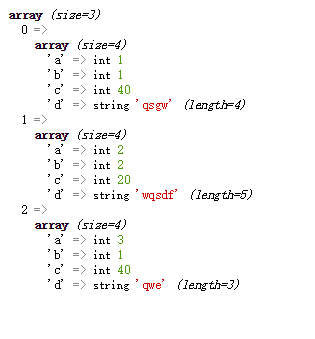 array (size=3)
0 =>
array (size=4)
'a' => int 1
'b' => int 1
'c' => int 40
'd' => string 'qsgw' (length=4)
1 =>
array (size=4)
'a' => int 2
'b' => int 2
'c' => int 20
'd' => string 'wqsdf' (length=5)
2 =>
array (size=4)
'a' => int 3
'b' => int 1
'c' => int 40
'd' => string 'qwe' (length=3)